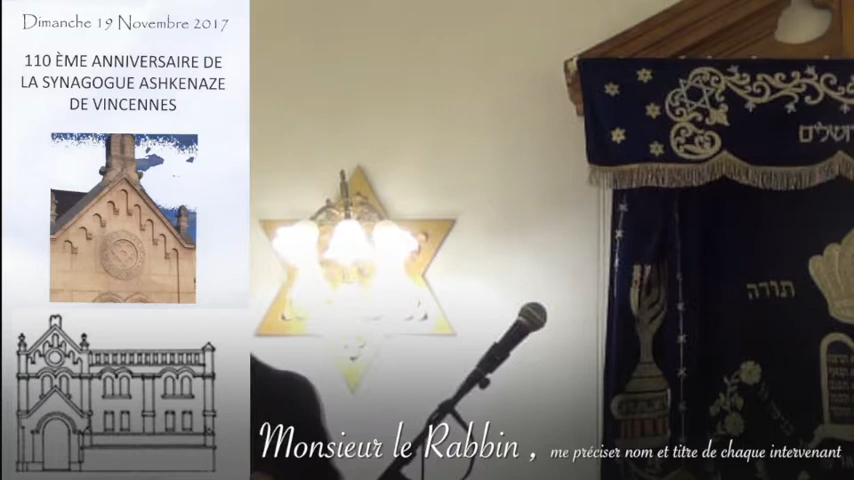 Dimanche 19 Novembre 2017
110 ÈME ANNIVERSAIRE DE
LA SYNAGOGUE ASHKENAZE
DE VINCENNES
תורה
Monsieur le Rabbin , me préciser nom et titre de chaque intervenant